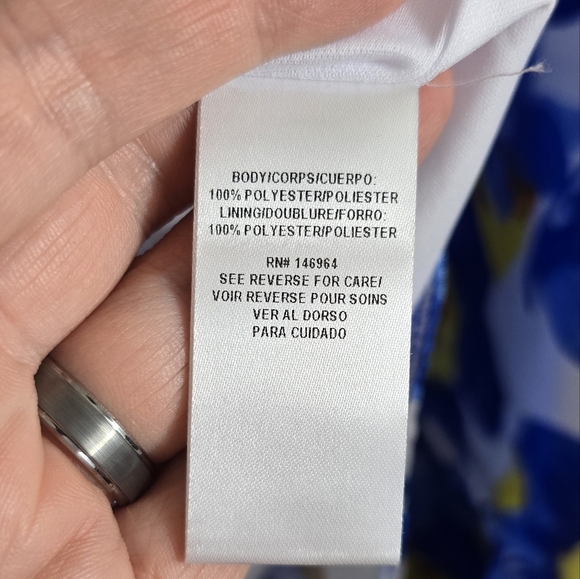 BODY/CORPS/CUERPO:
100% POLYESTER/POLIESTER
LINING/DOUBLURE/FORRO:
100% POLYESTER/POLIESTER
RN# 146964
SEE REVERSE FOR CARE/
VOIR REVERSE POUR SOINS
VER AL DORSO
PARA CUIDADO